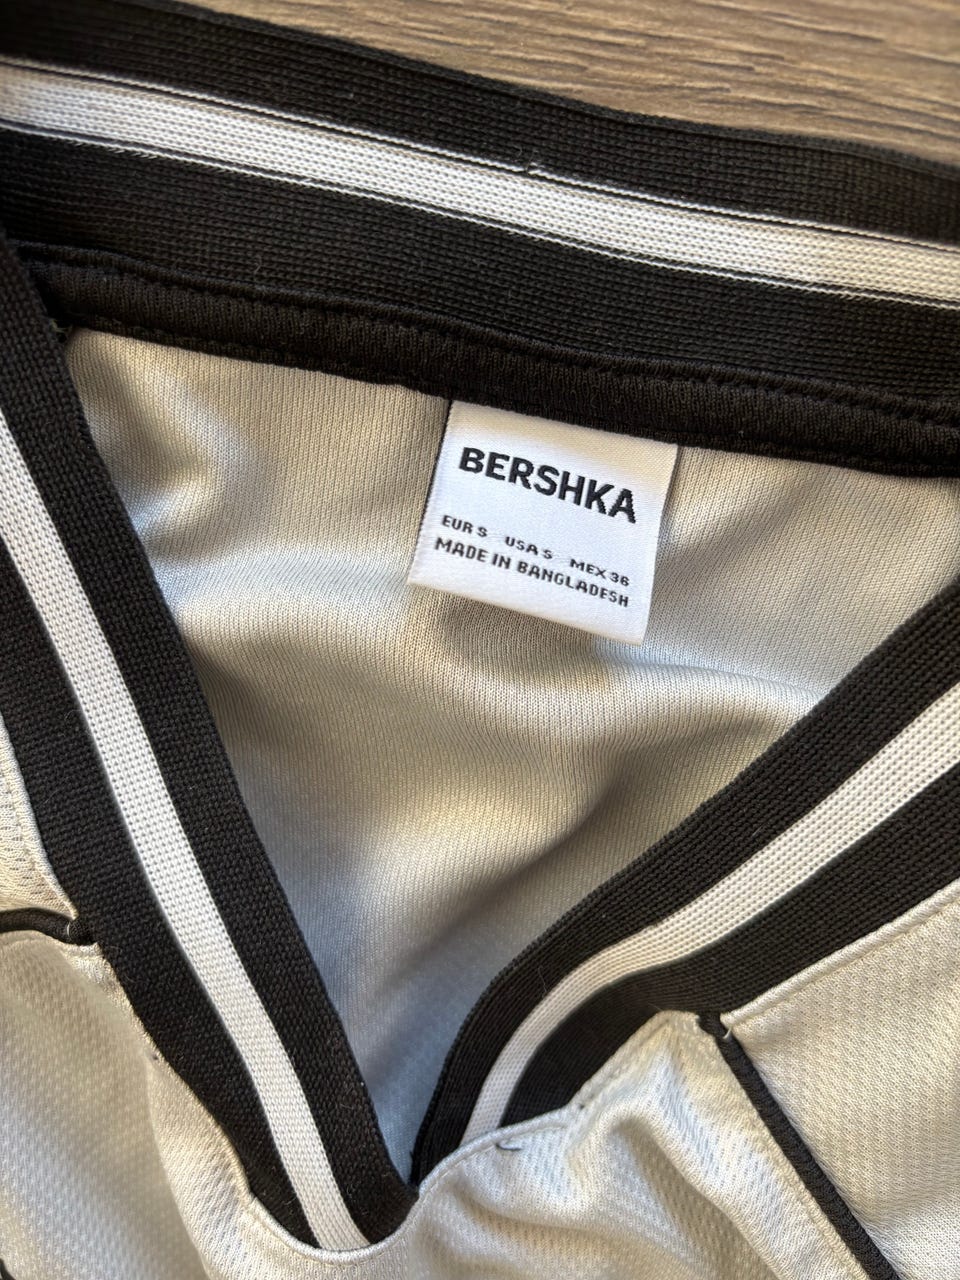 BERSHKA
EUR S USA S MEX 36
MADE IN BANGLADESH